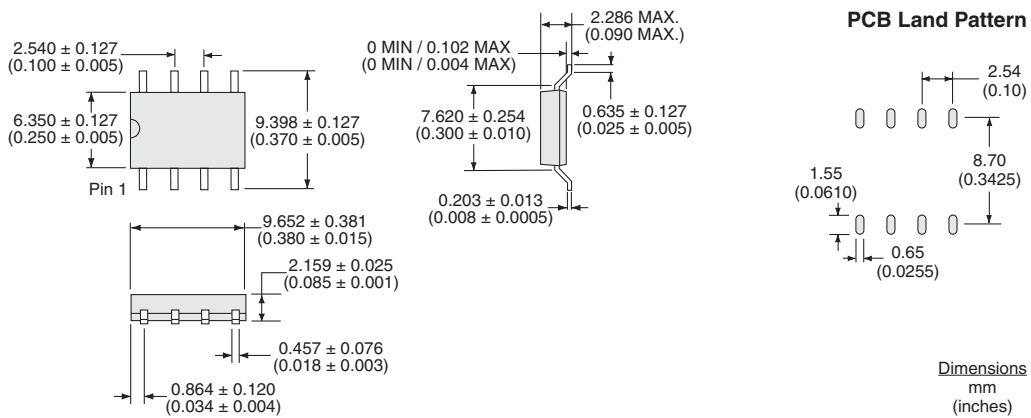 2.540 ± 0.127
(0.100 ± 0.005)
6.350 ± 0.127
(0.250 ± 0.005)
9.398 ± 0.127
(0.370 ± 0.005)
Pin 1
9.652 ± 0.381
(0.380 ± 0.015)
2.159 ± 0.025
(0.085 ± 0.001)
0.457 ± 0.076
(0.018 ± 0.003)
0.864 ± 0.120
(0.034 ± 0.004)
2.286 MAX.
(0.090 MAX.)
0 MIN / 0.102 MAX
(0 MIN / 0.004 MAX)
7.620 ± 0.254
(0.300 ± 0.010)
0.635 ± 0.127
(0.025 ± 0.005)
0.203 ± 0.013
(0.008 ± 0.0005)
PCB Land Pattern
2.54
(0.10)
8.70
(0.3425)
1.55
(0.0610)
0.65
(0.0255)
Dimensions
mm
(inches)